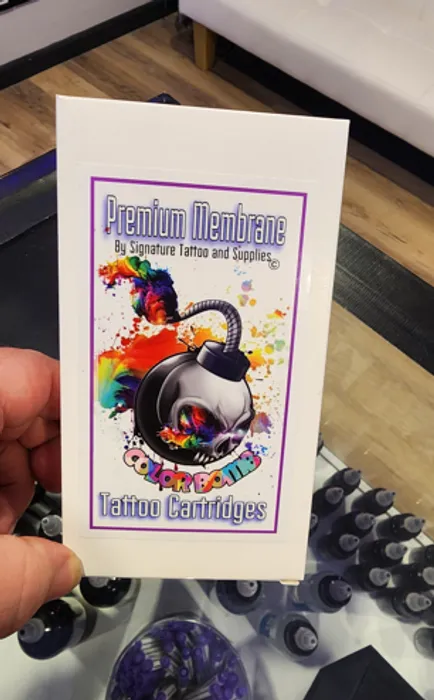 Premium Membrane
By Signature Tattoo and Supplies ©
COLOR BOMB
Tattoo Cartridges